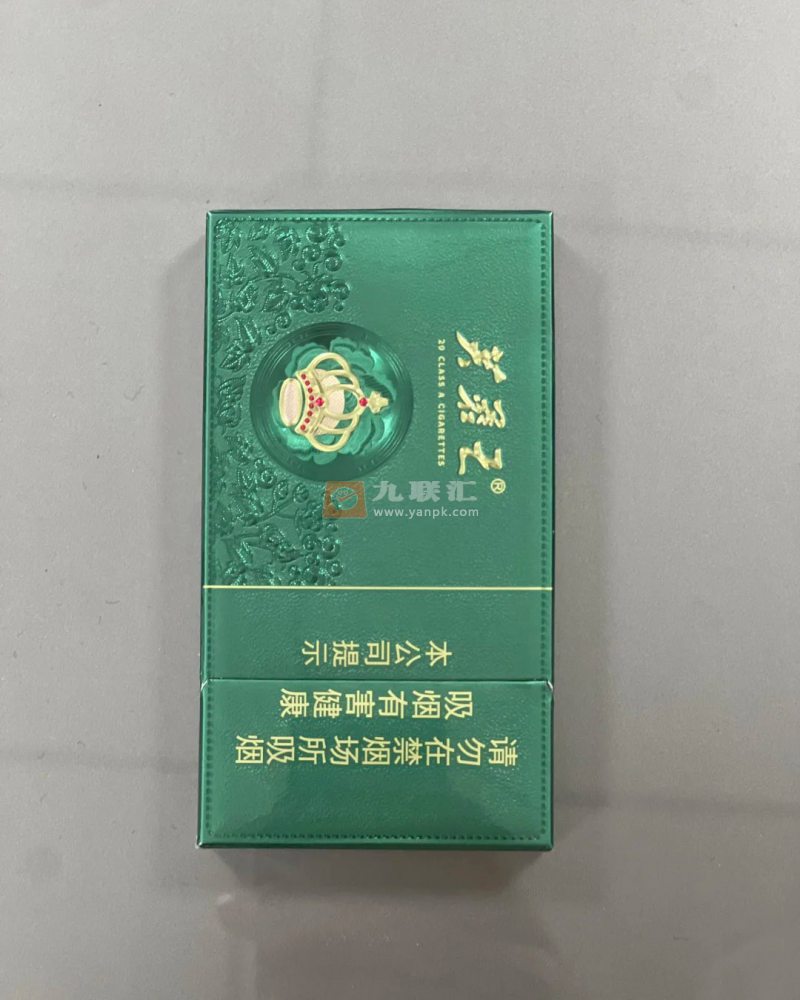 芙蓉王®
20 CLASS A CIGARETTES
九联汇
www.yanpk.com
本公司提示
吸烟有害健康
请勿在禁烟场所吸烟